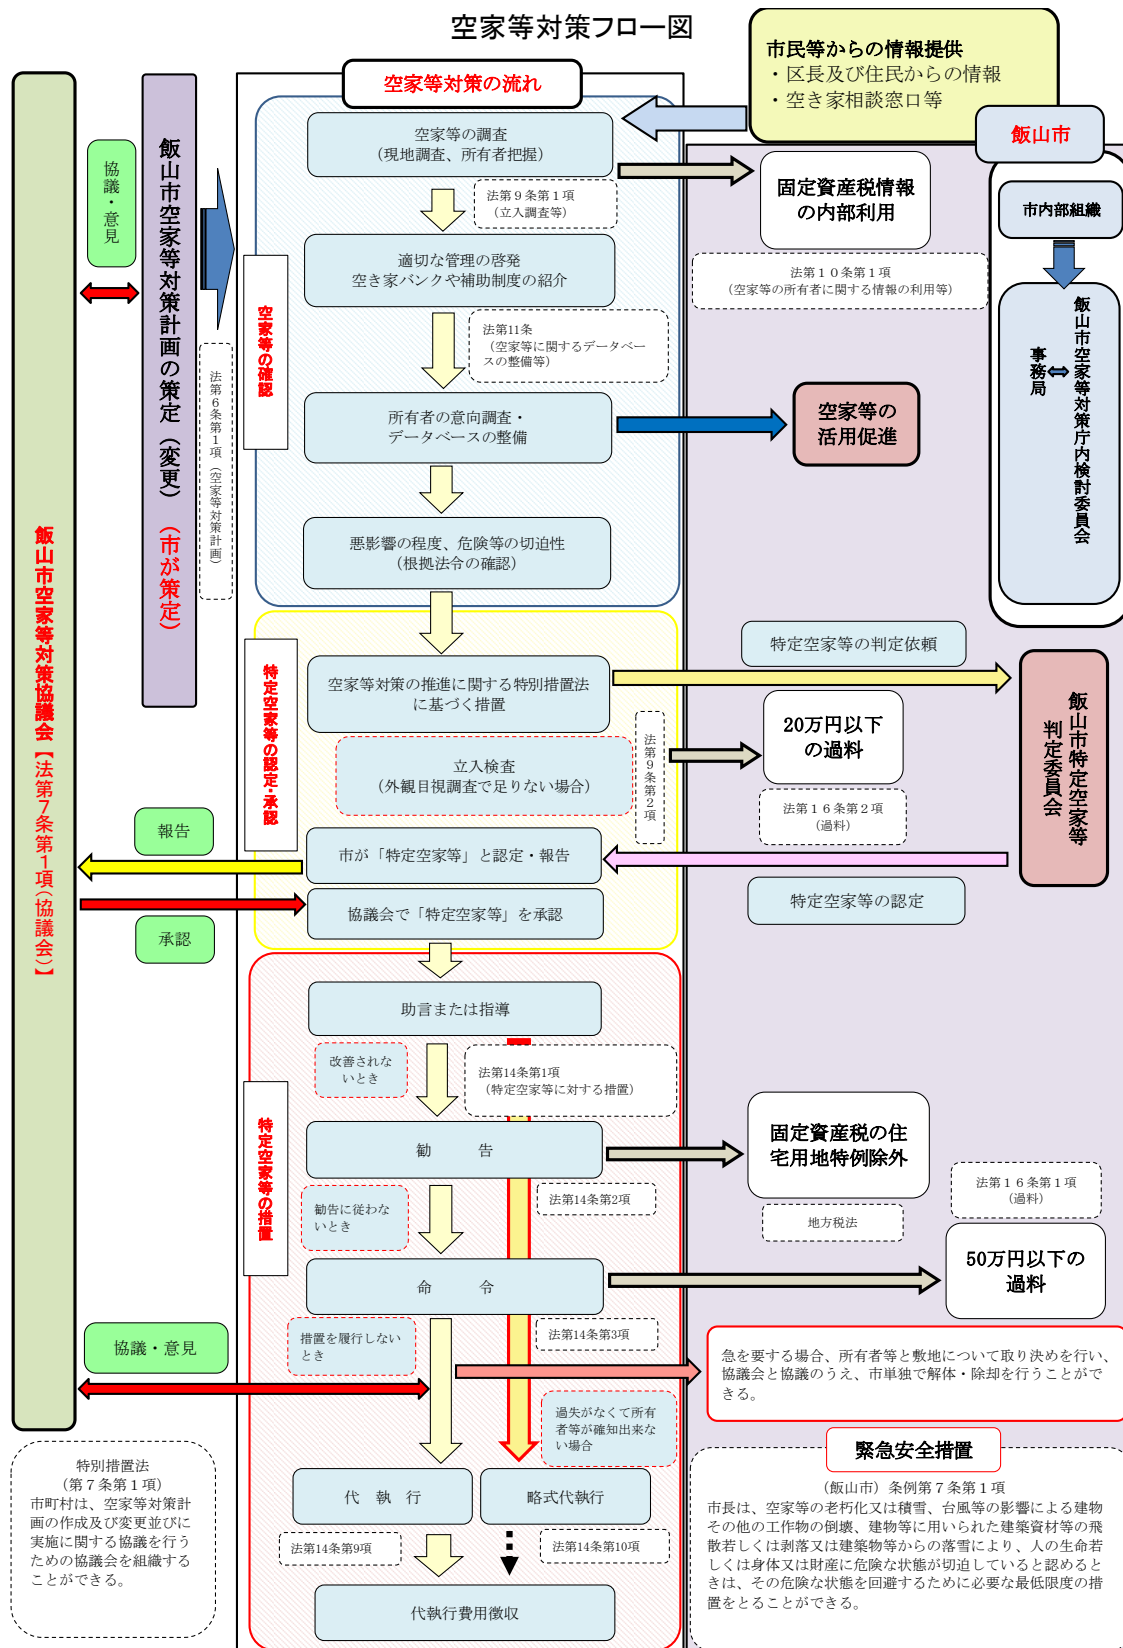 空家等対策フロー図
市民等からの情報提供
・区長及び住民からの情報
・空き家相談窓口等
空家等対策の流れ
飯山市
空家等の調査
(現地調査、所有者把握)
協議・意見
飯山市空家等対策計画の策定（変更）（市が策定）
固定資産税情報
の内部利用
市内部組織
法第９条第１項
（立入調査等）
適切な管理の啓発
空き家バンクや補助制度の紹介
法第１０条第１項
（空家等の所有者に関する情報の利用等）
空家等の確認
法第11条
（空家等に関するデータベー
スの整備等）
飯山市空家等対策庁内検討委員会
事務局
法第６条第１項（空家等対策計画）
所有者の意向調査・
データベースの整備
空家等の
活用促進
悪影響の程度、危険等の切迫性
（根拠法令の確認）
飯山市空家等対策協議会【法第７条第１項（協議会）】
特定空家等の認定・承認
空家等対策の推進に関する特別措置法
に基づく措置
特定空家等の判定依頼
飯山市特定空家等
判定委員会
法第９条第２項
20万円以下
の過料
立入検査
（外観目視調査で足りない場合）
法第１６条第２項
（過料）
報告
市が「特定空家等」と認定・報告
協議会で「特定空家等」を承認
特定空家等の認定
承認
助言または指導
改善されな
いとき
法第14条第1項
（特定空家等に対する措置）
特定空家等の措置
勧　　　告
固定資産税の住
宅用地特例除外
法第１６条第１項
（過料）
勧告に従わな
いとき
法第14条第2項
地方税法
命　　　令
50万円以下の
過料
措置を履行しない
とき
法第14条第3項
協議・意見
急を要する場合、所有者等と敷地について取り決めを行い、
協議会と協議のうえ、市単独で解体・除却を行うことがで
きる。
過失がなくて所有
者等が確知出来な
い場合
緊急安全措置
特別措置法
（第７条第１項）
市町村は、空家等対策計
画の作成及び変更並びに
実施に関する協議を行う
ための協議会を組織する
ことができる。
代　執　行
略式代執行
（飯山市）条例第７条第１項
市長は、空家等の老朽化又は積雪、台風等の影響による建物
その他の工作物の倒壊、建物等に用いられた建築資材等の飛
散若しくは剥落又は建築物等からの落雪により、人の生命若
しくは身体又は財産に危険な状態が切迫していると認めると
きは、その危険な状態を回避するために必要な最低限度の措
置をとることができる。
法第14条第9項
法第14条第10項
代執行費用徴収